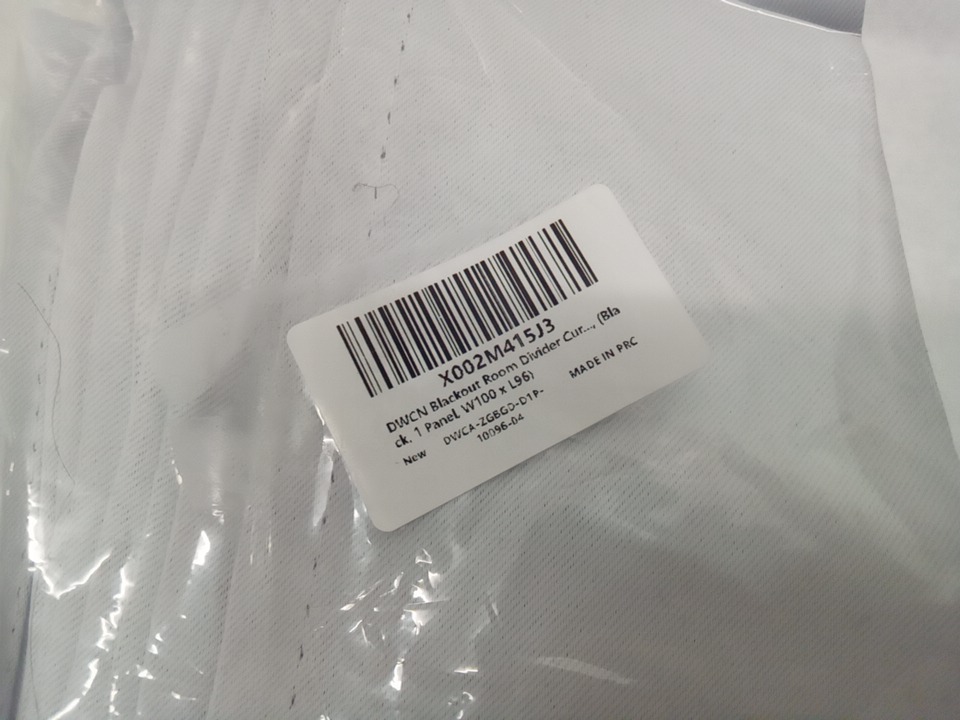 X002M415J3
DWCN Blackout Room Divider Cur..., (Bla
ck, 1 Panel, W100 x L96)
New DWCA-ZGBGD-D1P-
10096-04
MADE IN PRC